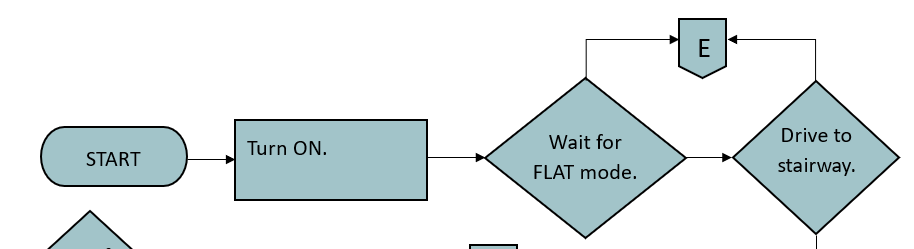 E
START
Turn ON.
Wait for
FLAT mode.
Drive to
stairway.